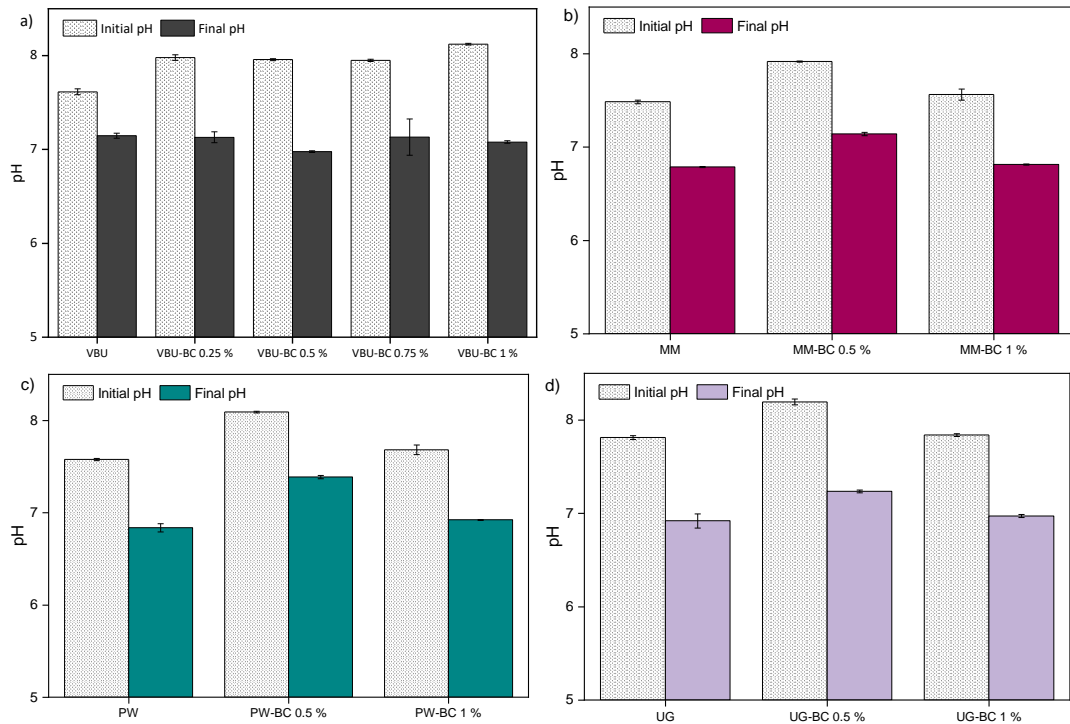 a)
Initial pH Final pH
8
7
6
5
pH
VBU VBU-BC 0.25 % VBU-BC 0.5 % VBU-BC 0.75 % VBU-BC 1 %
b)
Initial pH Final pH
8
7
6
5
pH
MM MM-BC 0.5 % MM-BC 1 %
c)
Initial pH Final pH
8
7
6
5
pH
PW PW-BC 0.5 % PW-BC 1 %
d)
Initial pH Final pH
8
7
6
5
pH
UG UG-BC 0.5 % UG-BC 1 %